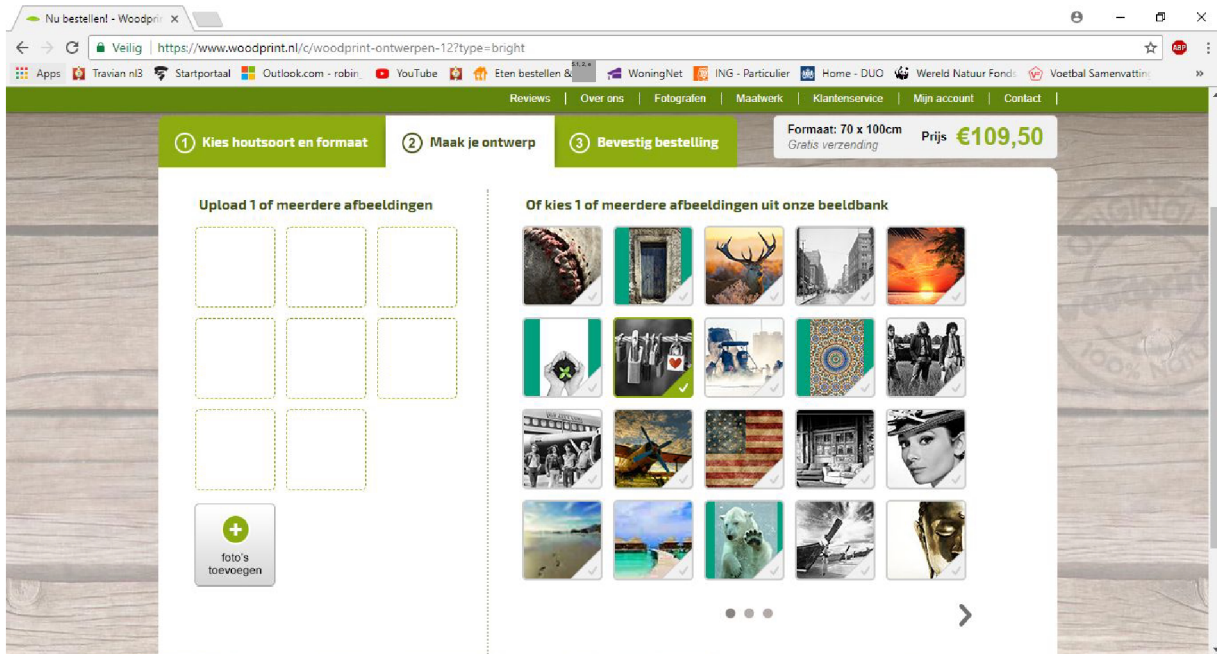 Nu bestellen! - Woodprin
Veilig https://www.woodprint.nl/c/woodprint-ontwerpen-12?type=bright
ABP
Apps Travian nl3 Startportaal Outlook.com - robin_ YouTube Eten bestellen & WoningNet ING - Particulier Home - DUO Wereld Natuur Fonds Voetbal Samenvatting
Reviews | Over ons | Fotografen | Maatwerk | Klantenservice | Mijn account | Contact |
1 Kies houtsoort en formaat
2 Maak je ontwerp
3 Bevestig bestelling
Formaat: 70 x 100cm
Gratis verzending
Prijs €109,50
Upload 1 of meerdere afbeeldingen
Of kies 1 of meerdere afbeeldingen uit onze beeldbank
foto's
toevoegen